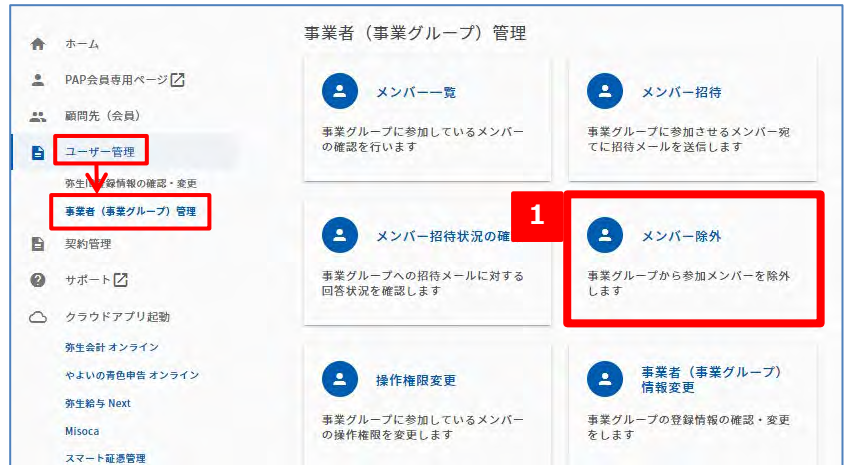 ホーム
PAP会員専用ページ
顧問先（会員）
ユーザー管理
登録情報の確認・変更
事業者（事業グループ）管理
契約管理
サポート
クラウドアプリ起動
弥生会計 オンライン
やよいの青色申告 オンライン
弥生給与 Next
Misoca
スマート証憑管理
事業者（事業グループ）管理
メンバー一覧
事業グループに参加しているメンバー
の確認を行います
メンバー招待
事業グループに参加させるメンバー宛
てに招待メールを送信します
メンバー招待状況の確
事業グループへの招待メールに対する
回答状況を確認します
1
メンバー除外
事業グループから参加メンバーを除外
します
操作権限変更
事業グループに参加しているメンバー
の操作権限を変更します
事業者（事業グループ）
情報変更
事業グループの登録情報の確認・変更
をします